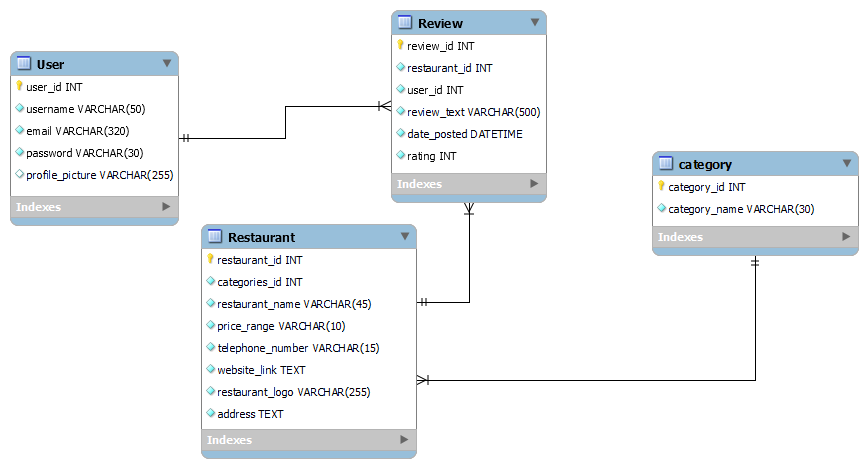 User
user_id INT
username VARCHAR(50)
email VARCHAR(320)
password VARCHAR(30)
profile_picture VARCHAR(255)
Indexes
Review
review_id INT
restaurant_id INT
user_id INT
review_text VARCHAR(500)
date_posted DATETIME
rating INT
Indexes
Restaurant
restaurant_id INT
categories_id INT
restaurant_name VARCHAR(45)
price_range VARCHAR(10)
telephone_number VARCHAR(15)
website_link TEXT
restaurant_logo VARCHAR(255)
address TEXT
Indexes
category
category_id INT
category_name VARCHAR(30)
Indexes